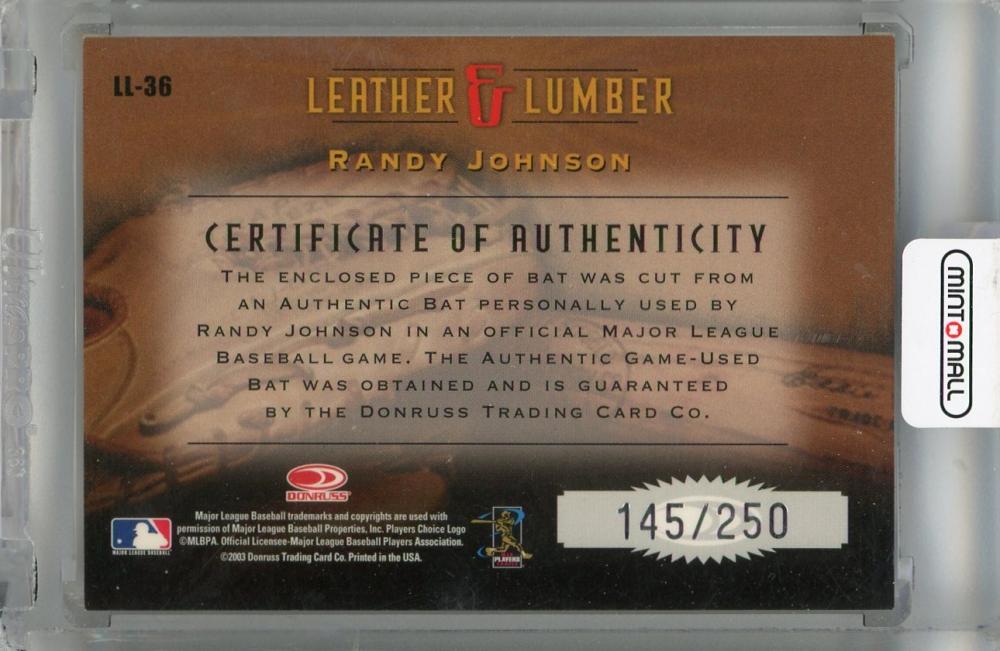 LL-36
LEATHER & LUMBER
RANDY JOHNSON
CERTIFICATE OF AUTHENTICITY
THE ENCLOSED PIECE OF BAT WAS CUT FROM
AN AUTHENTIC BAT PERSONALLY USED BY
RANDY JOHNSON IN AN OFFICIAL MAJOR LEAGUE
BASEBALL GAME. THE AUTHENTIC GAME-USED
BAT WAS OBTAINED AND IS GUARANTEED
BY THE DONRUSS TRADING CARD CO.
DONRUSS
Major League Baseball trademarks and copyrights are used with
permission of Major League Baseball Properties, Inc. Players Choice Logo
©MLBPA. Official Licensee-Major League Baseball Players Association.
©2003 Donruss Trading Card Co. Printed in the USA.
MAJOR LEAGUE BASEBALL
PLAYERS
145/250
MINT MALL